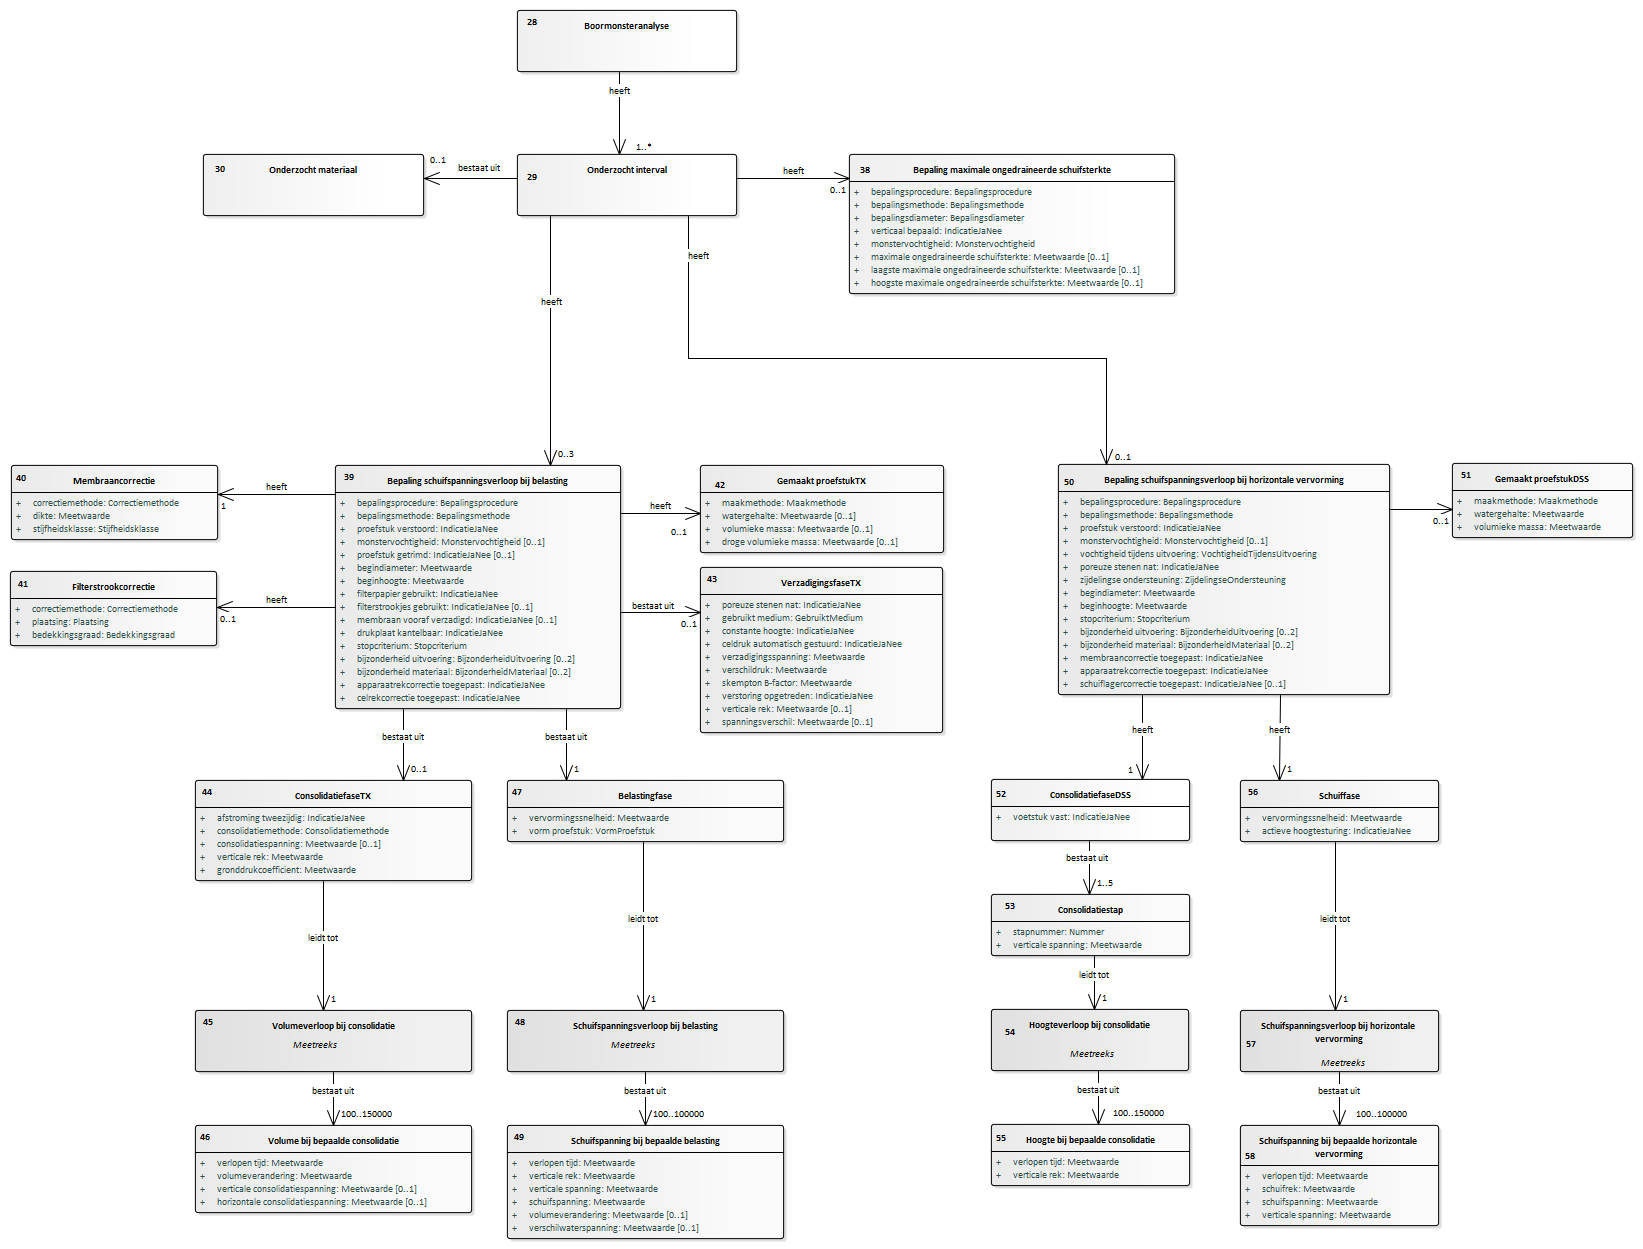 28
Boormonsteranalyse
heeft
1..*
30
Onderzocht materiaal
0..1
bestaat uit
29
Onderzocht interval
heeft
0..1
38
Bepaling maximale ongedraineerde schuifsterkte
+ bepalingsprocedure: Bepalingsprocedure
+ bepalingsmethode: Bepalingsmethode
+ bepalingsdiameter: Bepalingsdiameter
+ verticaal bepaald: IndicatieJaNee
+ monstervochtigheid: Monstervochtigheid
+ maximale ongedraineerde schuifsterkte: Meetwaarde [0..1]
+ laagste maximale ongedraineerde schuifsterkte: Meetwaarde [0..1]
+ hoogste maximale ongedraineerde schuifsterkte: Meetwaarde [0..1]
heeft
heeft
0..3
0..1
40
Membraancorrectie
+ correctiemethode: Correctiemethode
+ dikte: Meetwaarde
+ stijfheidsklasse: Stijfheidsklasse
heeft
1
41
Filterstrookcorrectie
+ correctiemethode: Correctiemethode
+ plaatsing: Plaatsing
+ bedekkingsgraad: Bedekkingsgraad
heeft
0..1
39
Bepaling schuifspanningsverloop bij belasting
+ bepalingsprocedure: Bepalingsprocedure
+ bepalingsmethode: Bepalingsmethode
+ proefstuk verstoord: IndicatieJaNee
+ monstervochtigheid: Monstervochtigheid [0..1]
+ proefstuk getrimd: IndicatieJaNee [0..1]
+ begindiameter: Meetwaarde
+ beginhoogte: Meetwaarde
+ filterpapier gebruikt: IndicatieJaNee
+ filterstrookjes gebruikt: IndicatieJaNee [0..1]
+ membraan vooraf verzadigd: IndicatieJaNee [0..1]
+ drukplaat kantelbaar: IndicatieJaNee
+ stopcriterium: Stopcriterium
+ bijzonderheid uitvoering: BijzonderheidUitvoering [0..2]
+ bijzonderheid materiaal: BijzonderheidMateriaal [0..2]
+ apparaatrekcorrectie toegepast: IndicatieJaNee
+ celrekcorrectie toegepast: IndicatieJaNee
heeft
0..1
42
Gemaakt proefstukTX
+ maakmethode: Maakmethode
+ watergehalte: Meetwaarde [0..1]
+ volumieke massa: Meetwaarde [0..1]
+ droge volumieke massa: Meetwaarde [0..1]
bestaat uit
0..1
43
VerzadigingsfaseTX
+ poreuze stenen nat: IndicatieJaNee
+ gebruikt medium: GebruiktMedium
+ constante hoogte: IndicatieJaNee
+ celdruk automatisch gestuurd: IndicatieJaNee
+ verzadigingsspanning: Meetwaarde
+ verschildruk: Meetwaarde
+ skempton B-factor: Meetwaarde
+ verstoring opgetreden: IndicatieJaNee
+ verticale rek: Meetwaarde [0..1]
+ spanningsverschil: Meetwaarde [0..1]
50
Bepaling schuifspanningsverloop bij horizontale vervorming
+ bepalingsprocedure: Bepalingsprocedure
+ bepalingsmethode: Bepalingsmethode
+ proefstuk verstoord: IndicatieJaNee
+ monstervochtigheid: Monstervochtigheid [0..1]
+ vochtigheid tijdens uitvoering: VochtigheidTijdensUitvoering
+ poreuze stenen nat: IndicatieJaNee
+ zijdelingse ondersteuning: ZijdelingseOndersteuning
+ begindiameter: Meetwaarde
+ beginhoogte: Meetwaarde
+ stopcriterium: Stopcriterium
+ bijzonderheid uitvoering: BijzonderheidUitvoering [0..2]
+ bijzonderheid materiaal: BijzonderheidMateriaal [0..2]
+ membraancorrectie toegepast: IndicatieJaNee
+ apparaatrekcorrectie toegepast: IndicatieJaNee
+ schuiflagercorrectie toegepast: IndicatieJaNee [0..1]
0..1
51
Gemaakt proefstukDSS
+ maakmethode: Maakmethode
+ watergehalte: Meetwaarde
+ volumieke massa: Meetwaarde
bestaat uit
0..1
bestaat uit
1
heeft
1
heeft
1
44
ConsolidatiefaseTX
+ afstroming tweezijdig: IndicatieJaNee
+ consolidatiemethode: Consolidatiemethode
+ consolidatiespanning: Meetwaarde [0..1]
+ verticale rek: Meetwaarde
+ gronddrukcoefficient: Meetwaarde
47
Belastingfase
+ vervormingssnelheid: Meetwaarde
+ vorm proefstuk: VormProefstuk
52
ConsolidatiefaseDSS
+ voetstuk vast: IndicatieJaNee
56
Schuiffase
+ vervormingssnelheid: Meetwaarde
+ actieve hoogtesturing: IndicatieJaNee
bestaat uit
1..5
53
Consolidatiestap
+ stapnummer: Nummer
+ verticale spanning: Meetwaarde
leidt tot
1
leidt tot
1
leidt tot
1
leidt tot
1
45
Volumeverloop bij consolidatie
Meetreeks
48
Schuifspanningsverloop bij belasting
Meetreeks
54
Hoogteverloop bij consolidatie
Meetreeks
57
Schuifspanningsverloop bij horizontale
vervorming
Meetreeks
bestaat uit
100..150000
bestaat uit
100..100000
bestaat uit
100..150000
bestaat uit
100..100000
46
Volume bij bepaalde consolidatie
+ verlopen tijd: Meetwaarde
+ volumeverandering: Meetwaarde
+ verticale consolidatiespanning: Meetwaarde [0..1]
+ horizontale consolidatiespanning: Meetwaarde [0..1]
49
Schuifspanning bij bepaalde belasting
+ verlopen tijd: Meetwaarde
+ verticale rek: Meetwaarde
+ verticale spanning: Meetwaarde
+ schuifspanning: Meetwaarde
+ volumeverandering: Meetwaarde [0..1]
+ verschilwaterspanning: Meetwaarde [0..1]
55
Hoogte bij bepaalde consolidatie
+ verlopen tijd: Meetwaarde
+ verticale rek: Meetwaarde
58
Schuifspanning bij bepaalde horizontale
vervorming
+ verlopen tijd: Meetwaarde
+ schuifrek: Meetwaarde
+ schuifspanning: Meetwaarde
+ verticale spanning: Meetwaarde